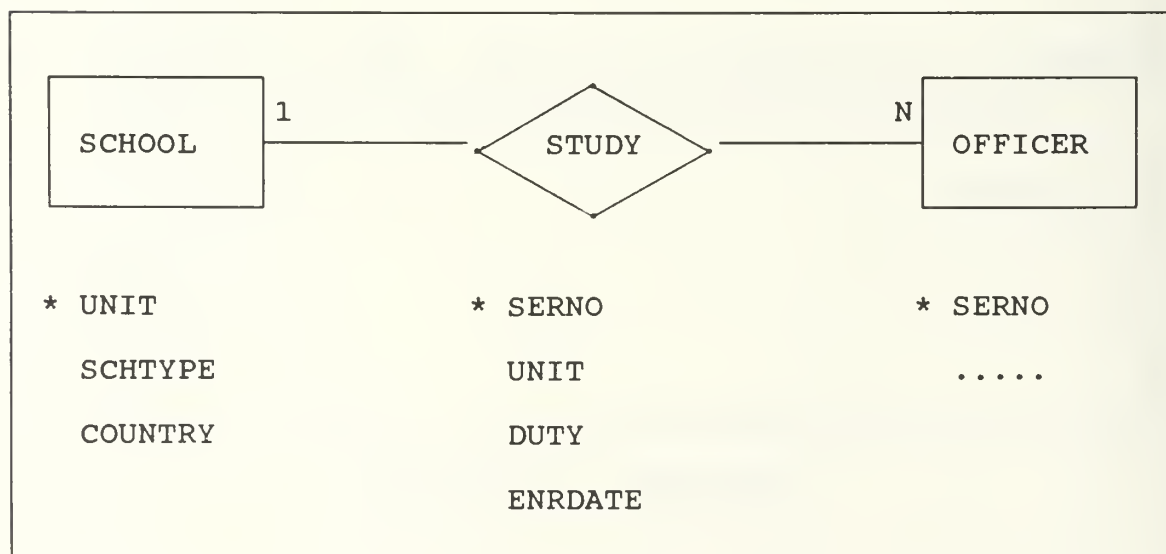 SCHOOL 1 STUDY N OFFICER
* UNIT * SERNO * SERNO
SCHTYPE UNIT .....
COUNTRY DUTY
ENRDATE